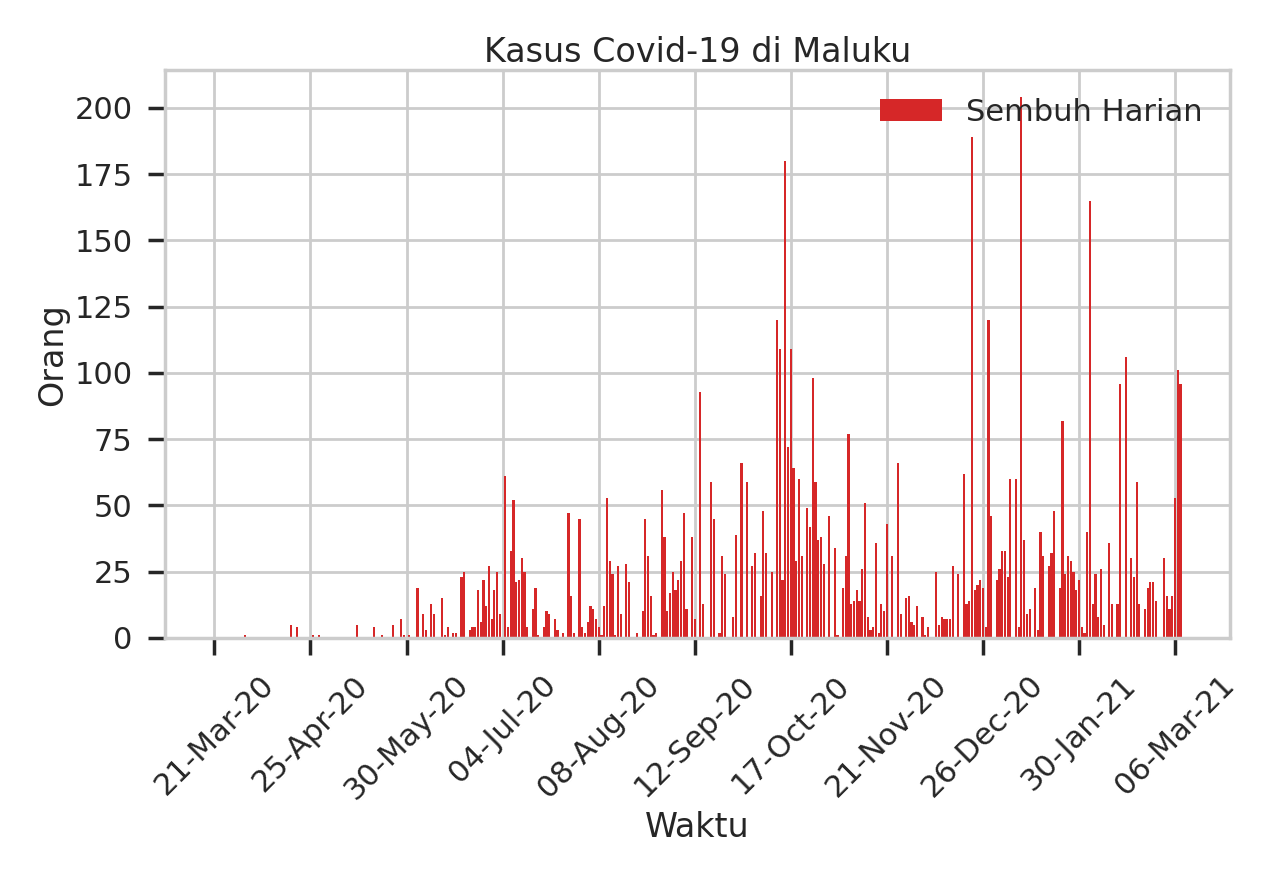 Kasus Covid-19 di Maluku
Sembuh Harian
Orang
200
175
150
125
100
75
50
25
0
21-Mar-20
25-Apr-20
30-May-20
04-Jul-20
08-Aug-20
12-Sep-20
17-Oct-20
21-Nov-20
26-Dec-20
30-Jan-21
06-Mar-21
Waktu